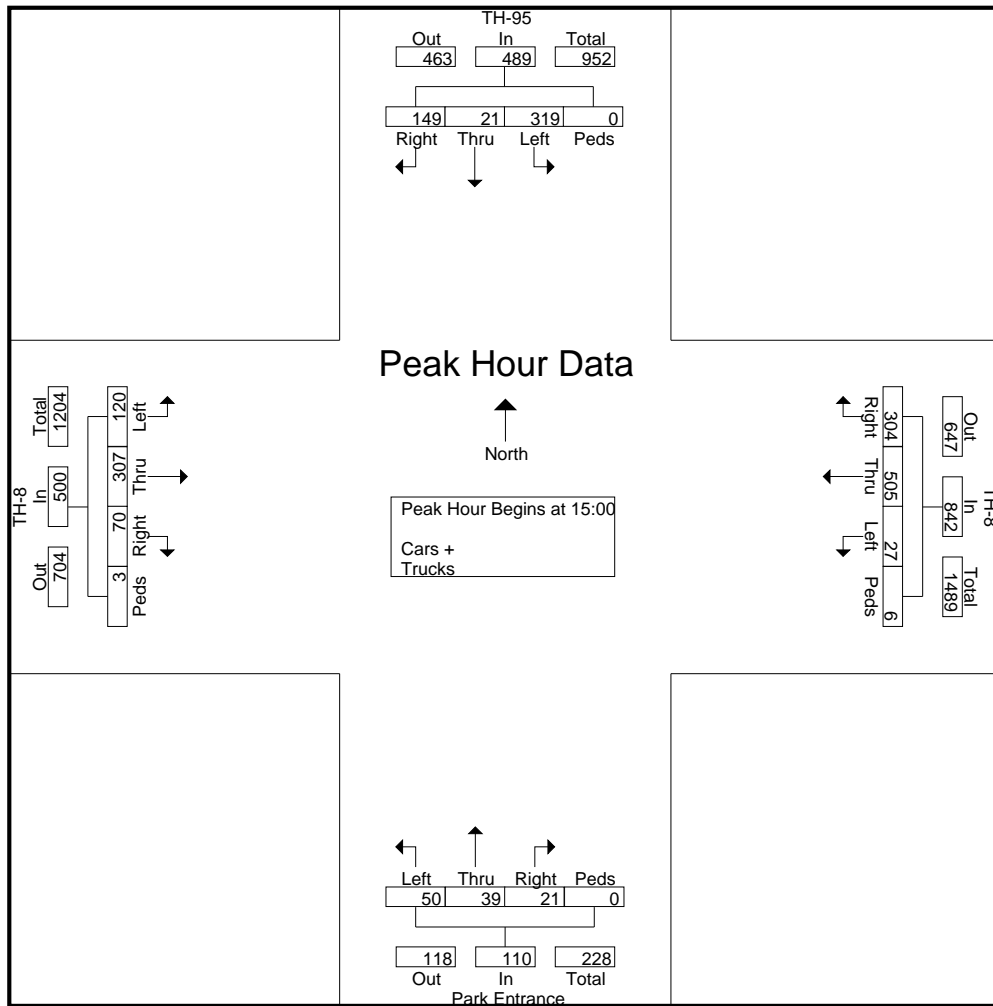 TH-95
Out In Total
463 489 952
149 21 319 0
Right Thru Left Peds
Peak Hour Data
North
Peak Hour Begins at 15:00
Cars +
Trucks
TH-8
Out In Total
704 500 1204
120 307 70 3
Left Thru Right Peds
Right Thru Left Peds
304 505 27 6
Out In Total
647 842 1489
TH-8
Left Thru Right Peds
50 39 21 0
118 110 228
Out In Total
Park Entrance